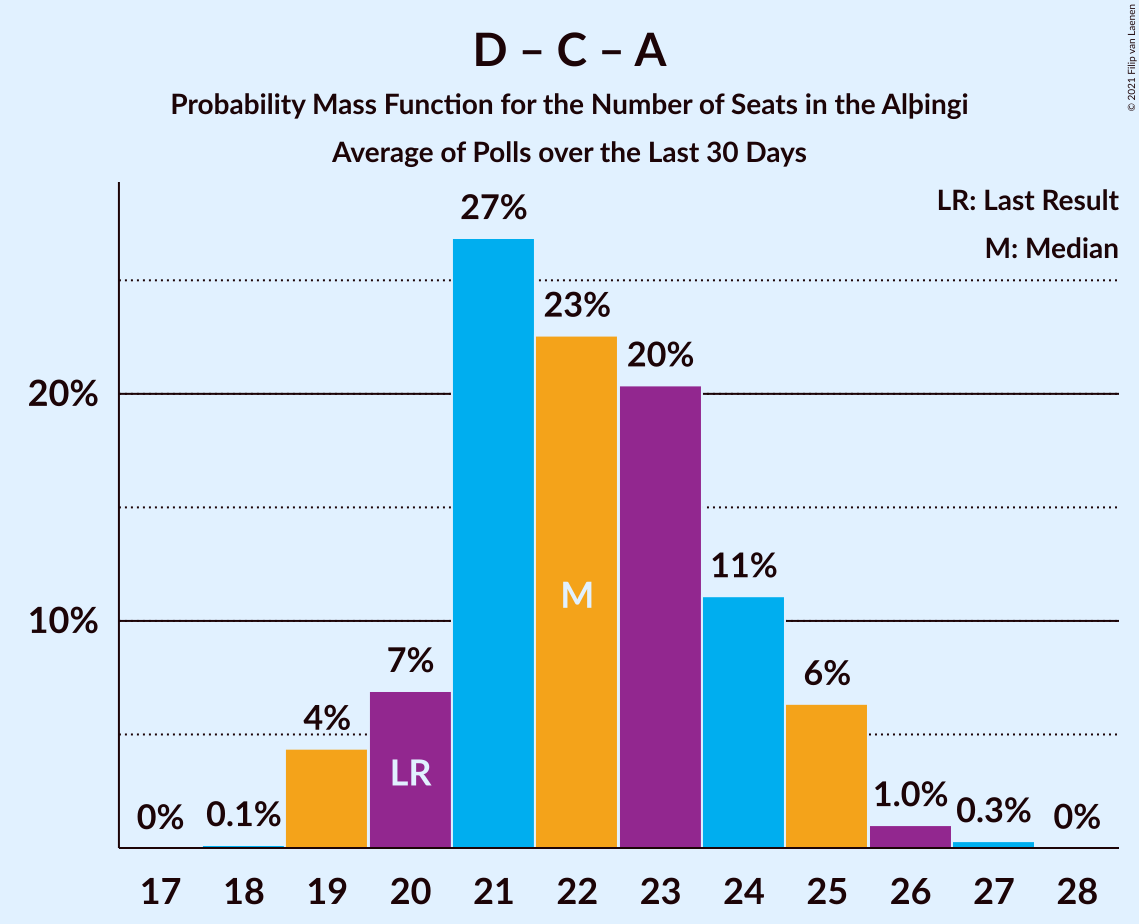 D – C – A
Probability Mass Function for the Number of Seats in the Alþingi
Average of Polls over the Last 30 Days
© 2021 Filip van Laenen
LR: Last Result
M: Median
27%
23%
20%
20%
11%
M
10%
7%
6%
4%
LR
1.0%
0.3%
0%
0.1%
0%
17 18 19 20 21 22 23 24 25 26 27 28